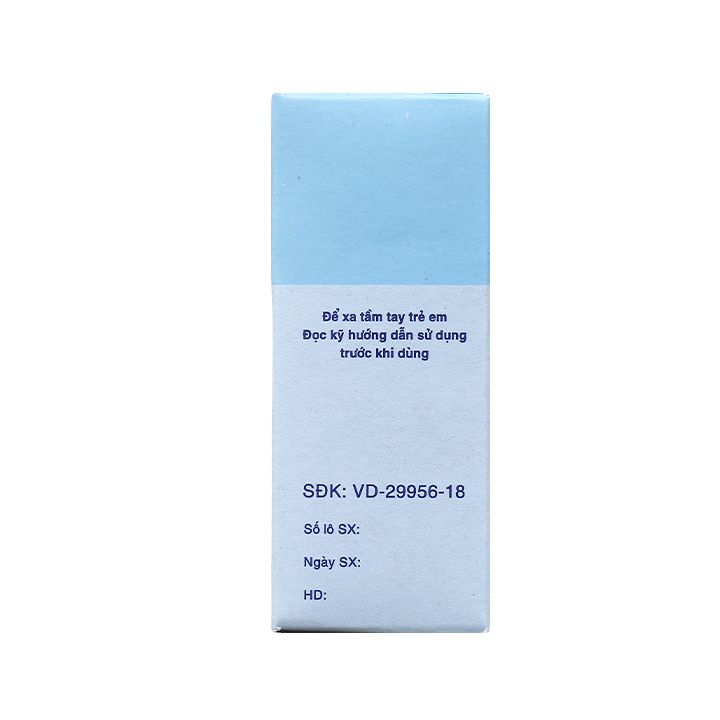 Để xa tầm tay trẻ em
Đọc kỹ hướng dẫn sử dụng
trước khi dùng
SĐK: VD-29956-18
Số lô SX:
Ngày SX:
HD: